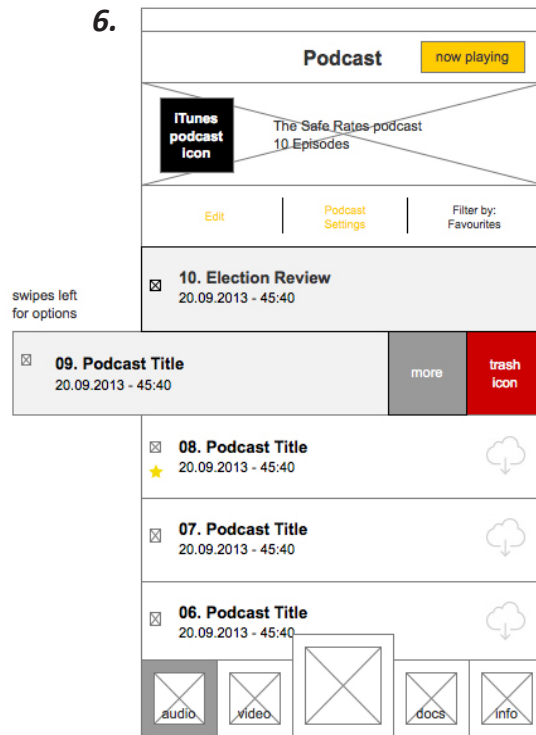 6.
Podcast
now playing
iTunes
podcast
icon
The Safe Rates podcast
10 Episodes
Edit
Podcast
Settings
Filter by:
Favourites
10. Election Review
20.09.2013 - 45:40
swipes left
for options
09. Podcast Title
20.09.2013 - 45:40
more
trash
icon
08. Podcast Title
20.09.2013 - 45:40
07. Podcast Title
20.09.2013 - 45:40
06. Podcast Title
20.09.2013 - 45:40
audio
video
docs
info